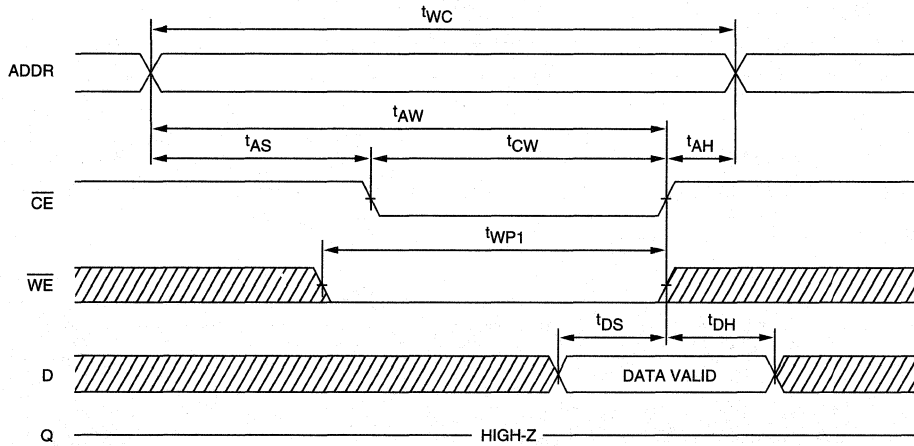 tWC
ADDR
tAW
tAS tCW tAH
CE
tWP1
WE
tDS tDH
D DATA VALID
Q HIGH-Z